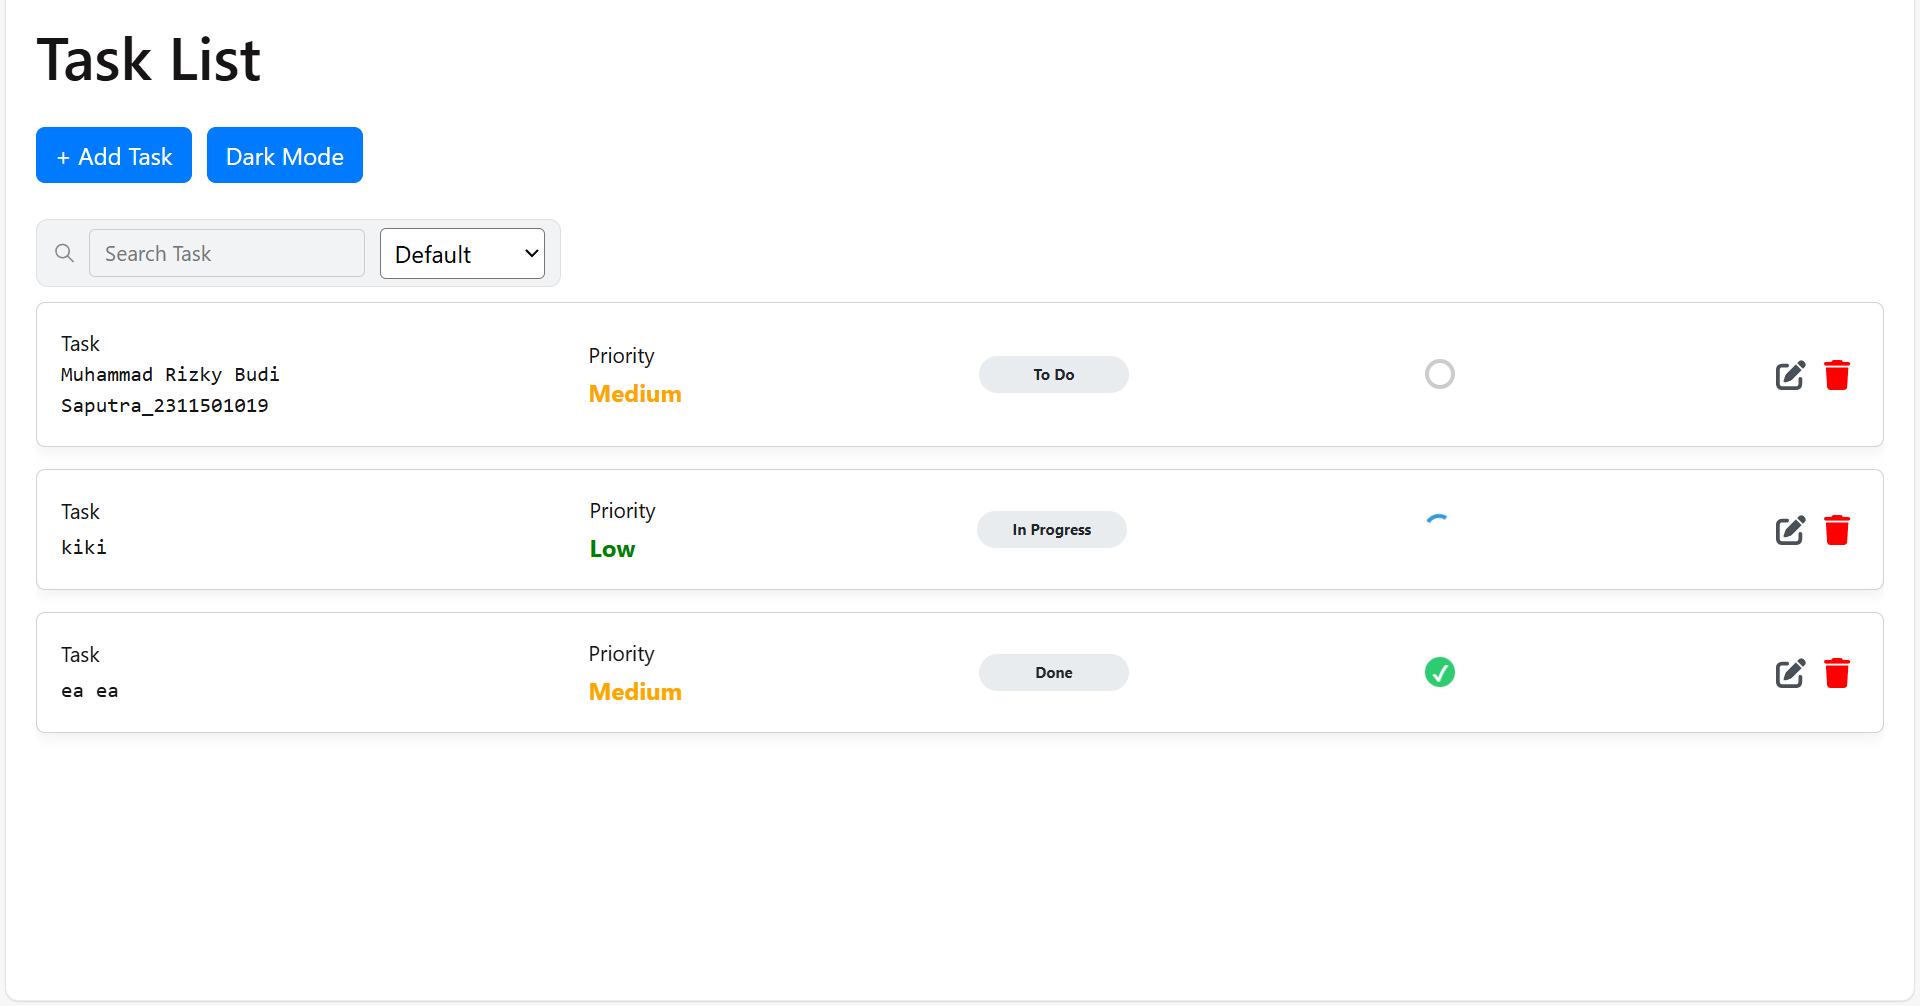 Task List
+ Add Task
Dark Mode
Search Task
Default
Task
Muhammad Rizky Budi
Saputra_2311501019
Priority
Medium
To Do
Task
kiki
Priority
Low
In Progress
Task
ea ea
Priority
Medium
Done